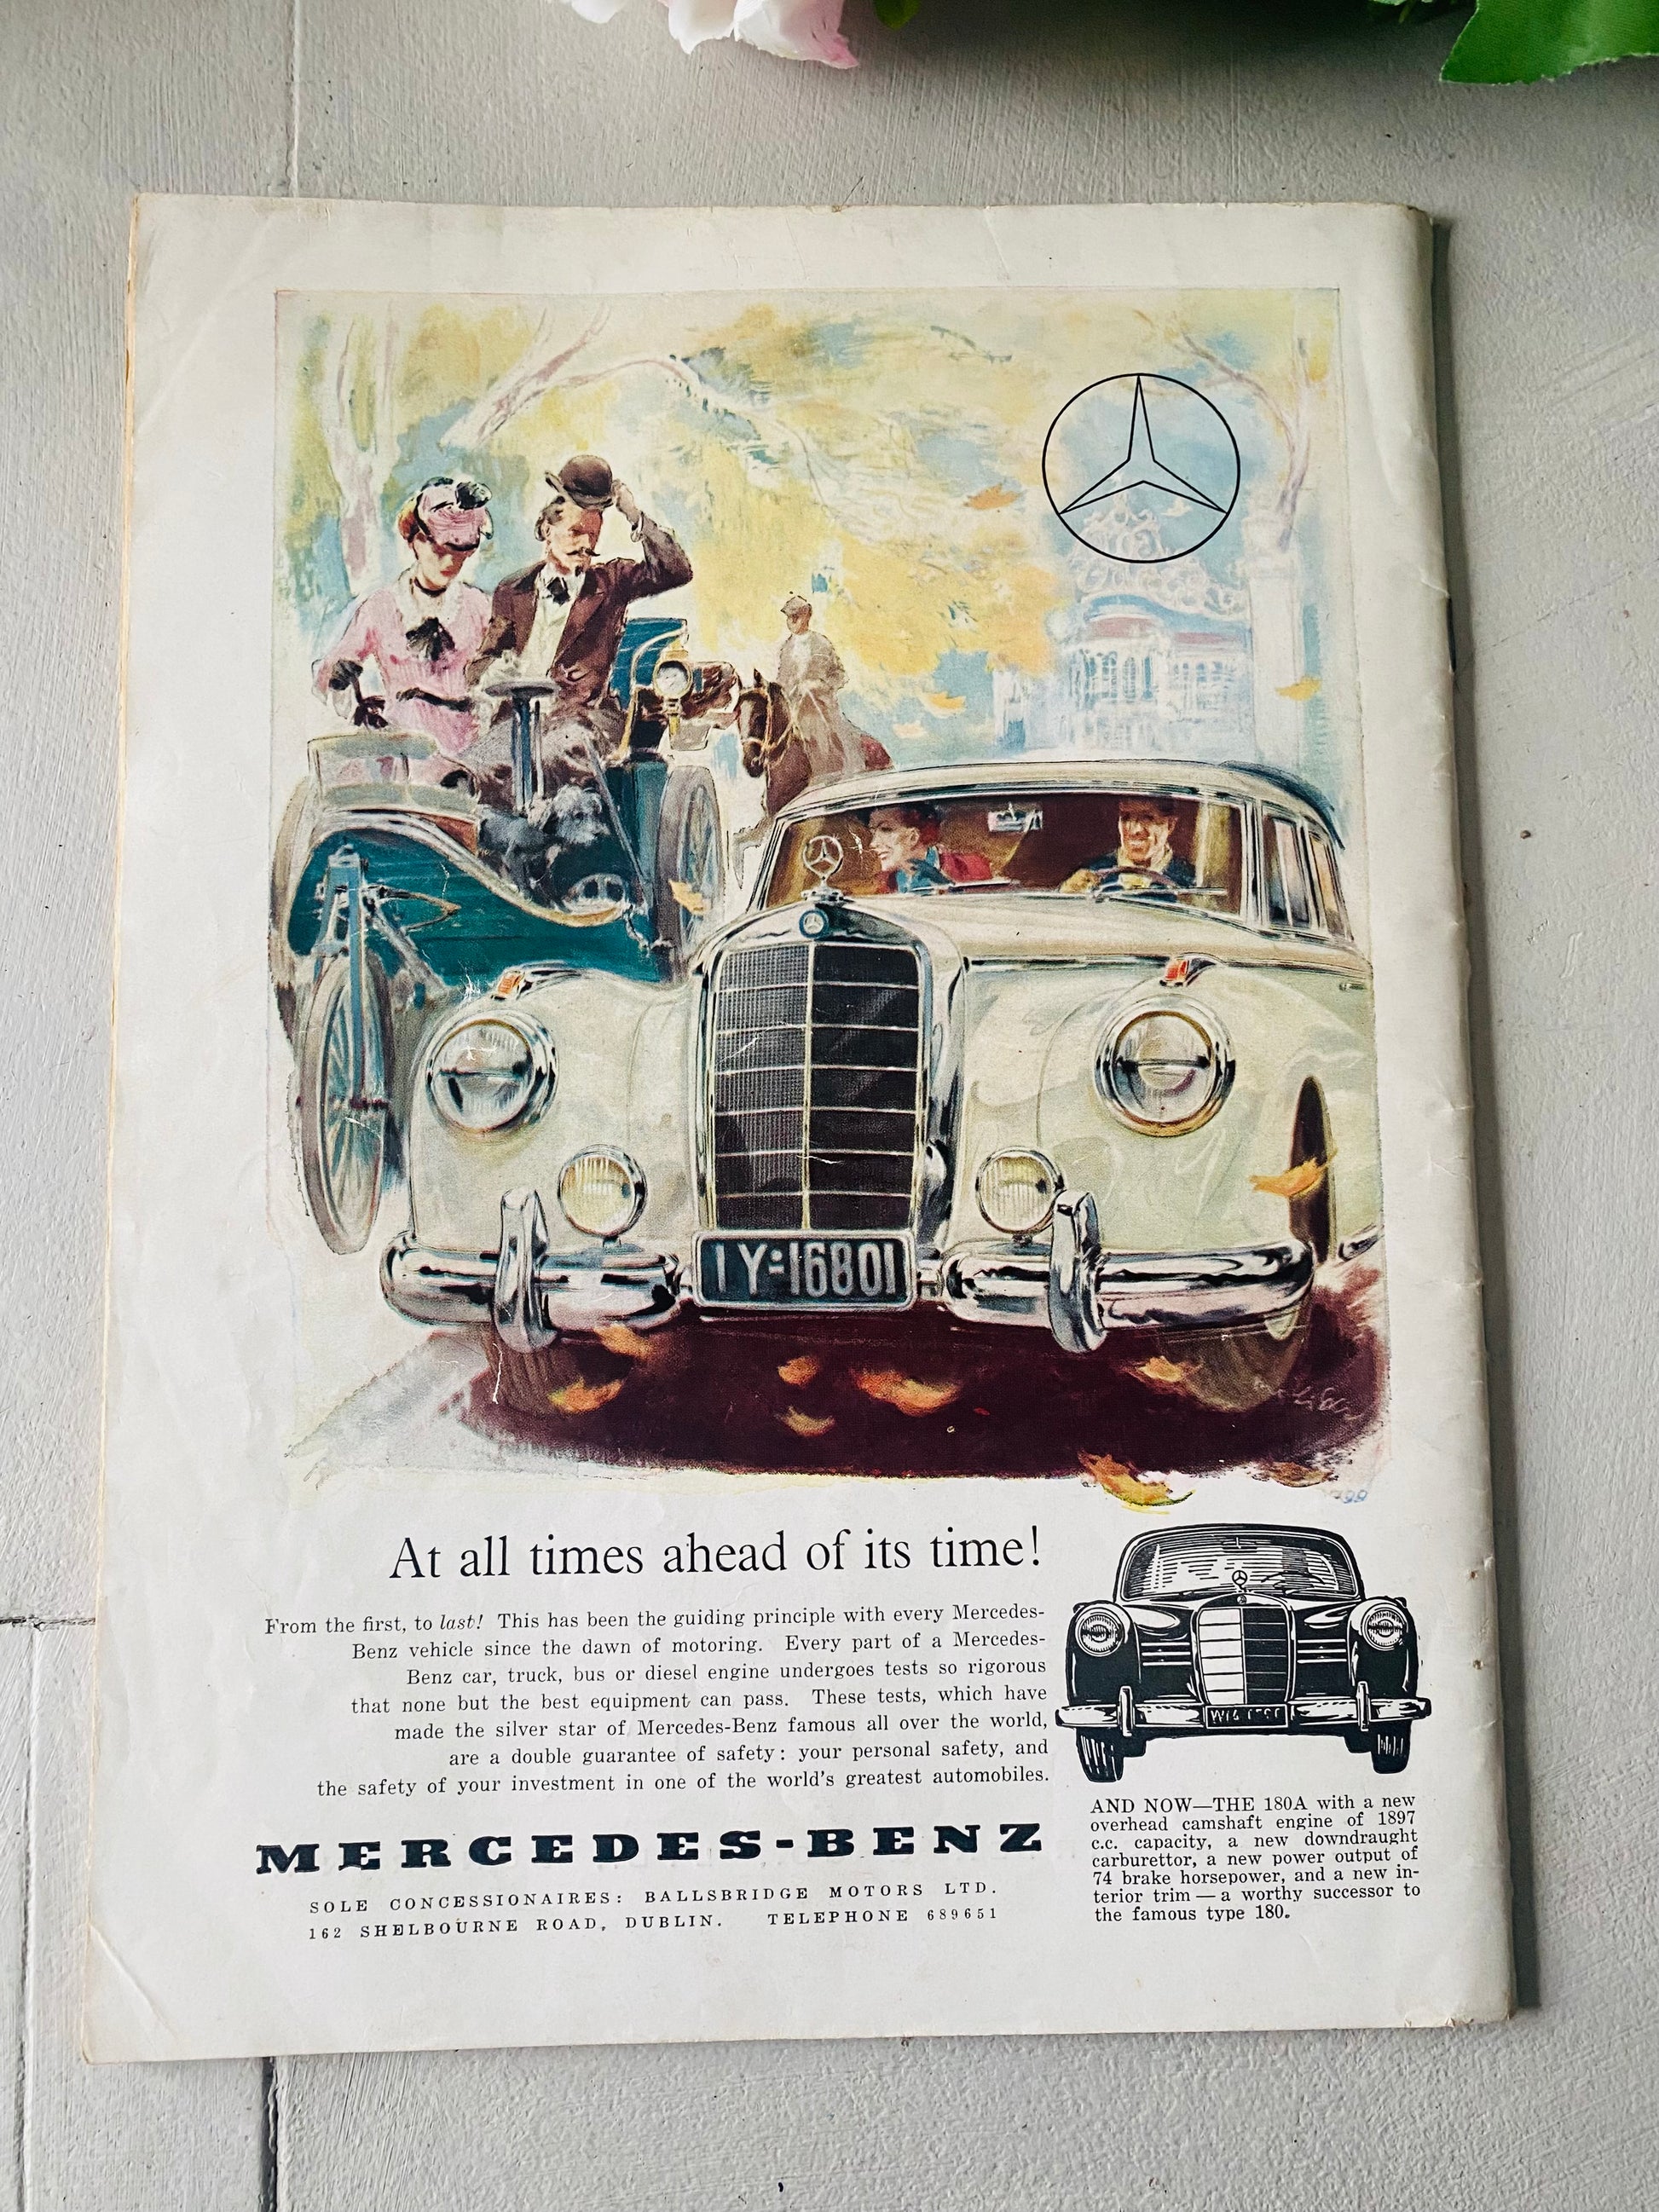 1Y=16801
At all times ahead of its time!
From the first, to last! This has been the guiding principle with every Mercedes-
Benz vehicle since the dawn of motoring. Every part of a Mercedes-
Benz car, truck, bus or diesel engine undergoes tests so rigorous
that none but the best equipment can pass. These tests, which have
made the silver star of Mercedes-Benz famous all over the world,
are a double guarantee of safety: your personal safety, and
the safety of your investment in one of the world's greatest automobiles.
MERCEDES-BENZ
SOLE CONCESSIONAIRES: BALLSBRIDGE MOTORS LTD.
162 SHELBOURNE ROAD, DUBLIN. TELEPHONE 689651
AND NOW—THE 180A with a new
overhead camshaft engine of 1897
c.c. capacity, a new downdraught
carburettor, a new power output of
74 brake horsepower, and a new in-
terior trim — a worthy successor to
the famous type 180.